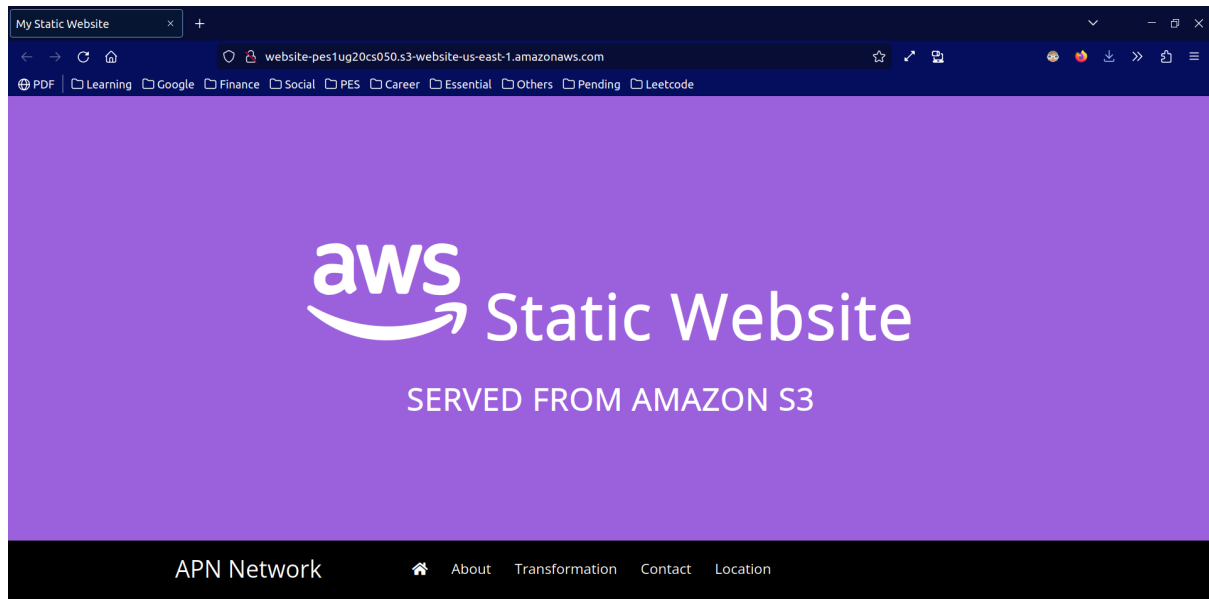 My Static Website
website-pes1ug20cs050.s3-website-us-east-1.amazonaws.com
PDF Learning Google Finance Social PES Career Essential Others Pending Leetcode
aws Static Website
SERVED FROM AMAZON S3
APN Network About Transformation Contact Location